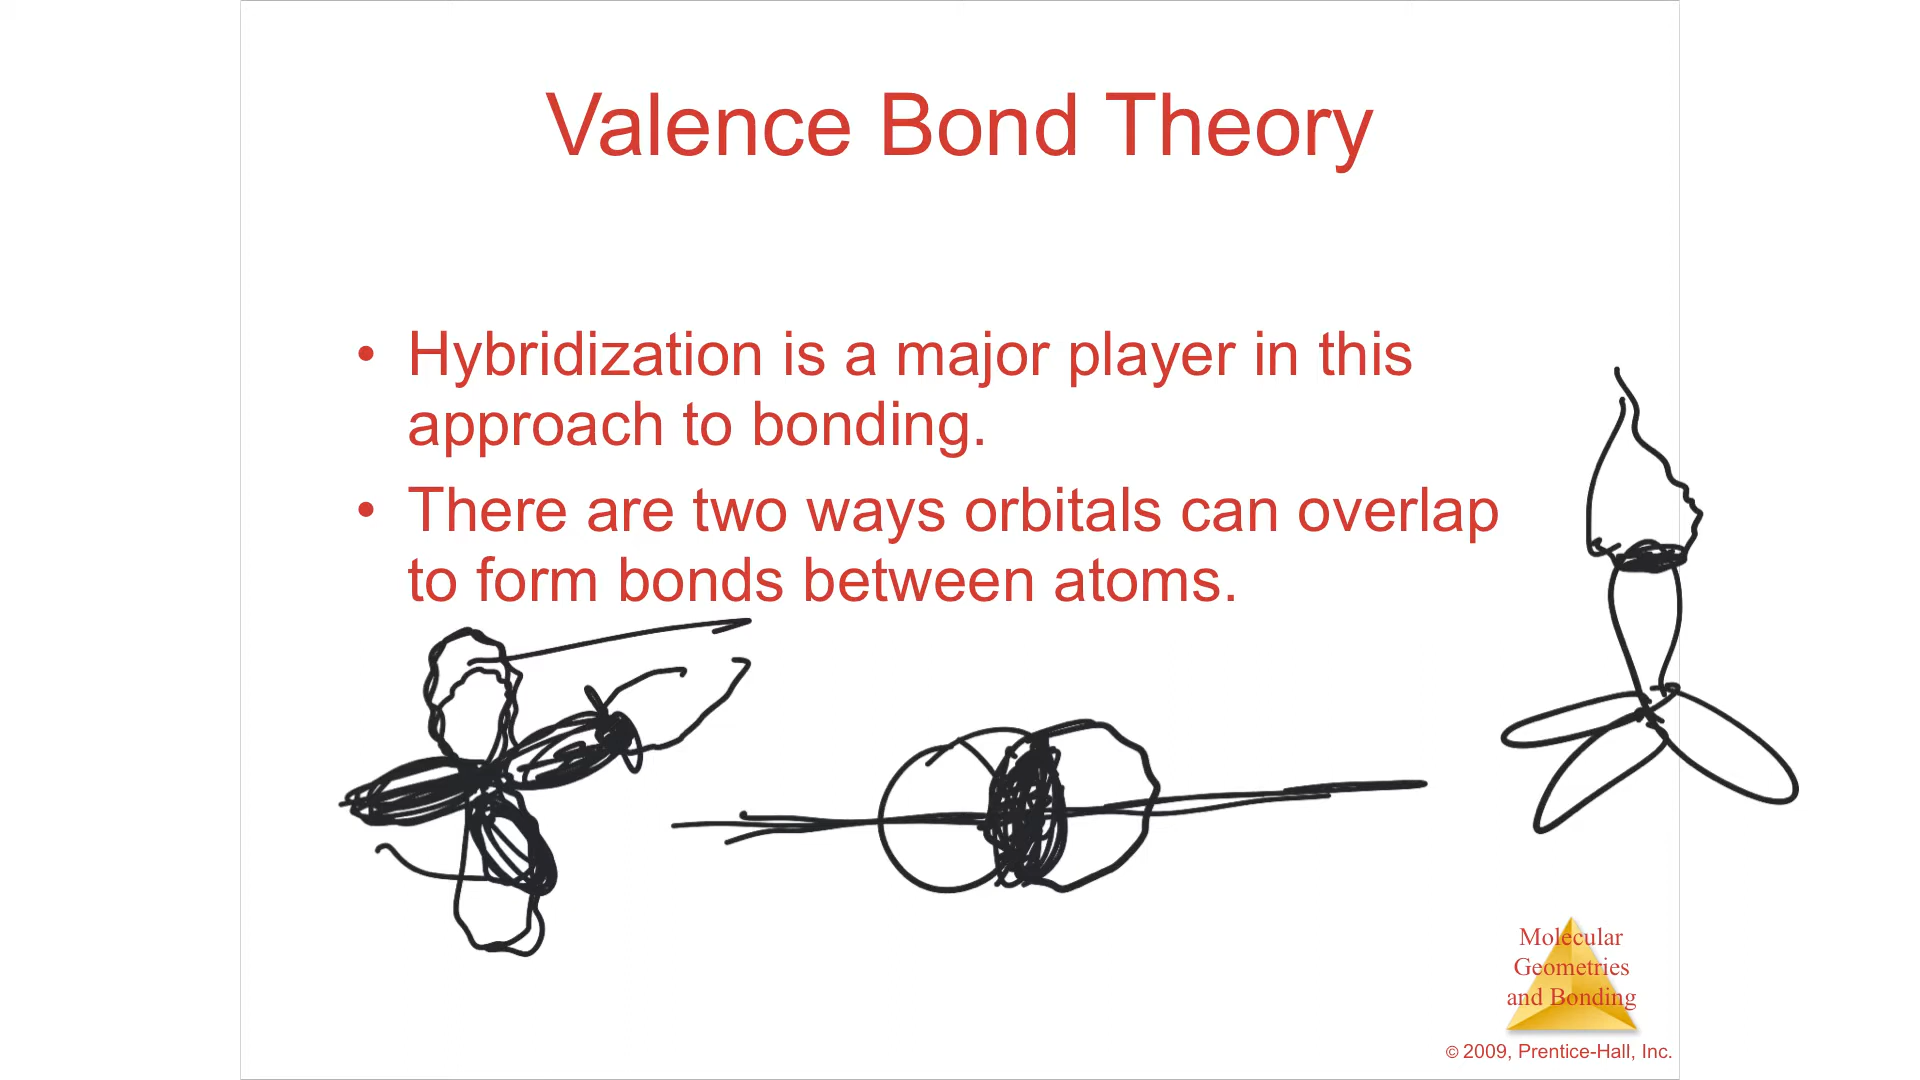 Valence Bond Theory
• Hybridization is a major player in this
approach to bonding.
• There are two ways orbitals can overlap
to form bonds between atoms.
Molecular
Geometries
and Bonding
© 2009, Prentice-Hall, Inc.